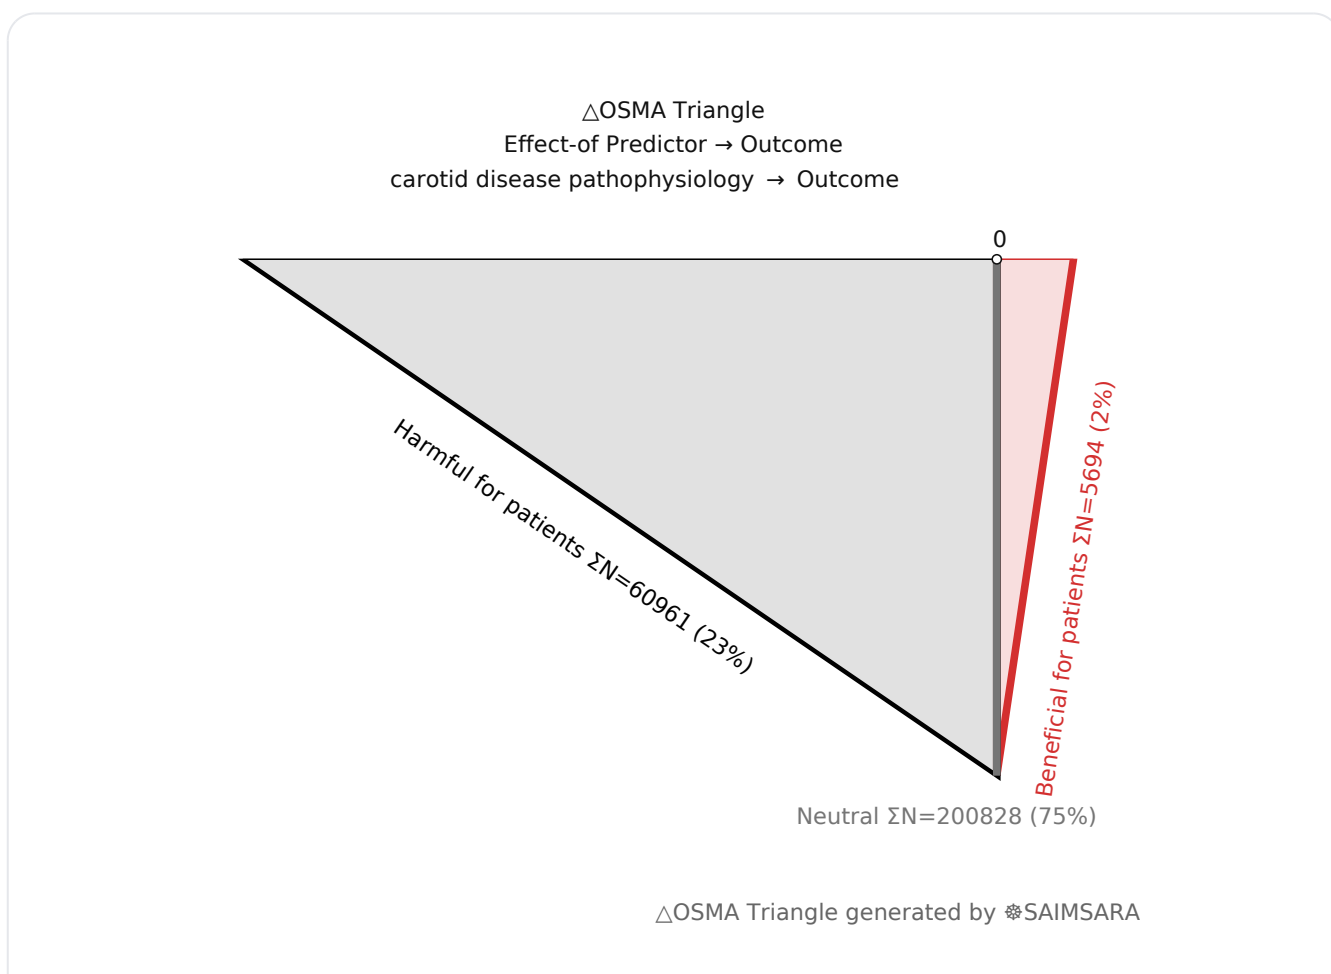 △OSMA Triangle
Effect-of Predictor → Outcome
carotid disease pathophysiology → Outcome
0
Harmful for patients ΣN=60961 (23%)
Beneficial for patients ΣN=5694 (2%)
Neutral ΣN=200828 (75%)
△OSMA Triangle generated by ☸SAIMSARA